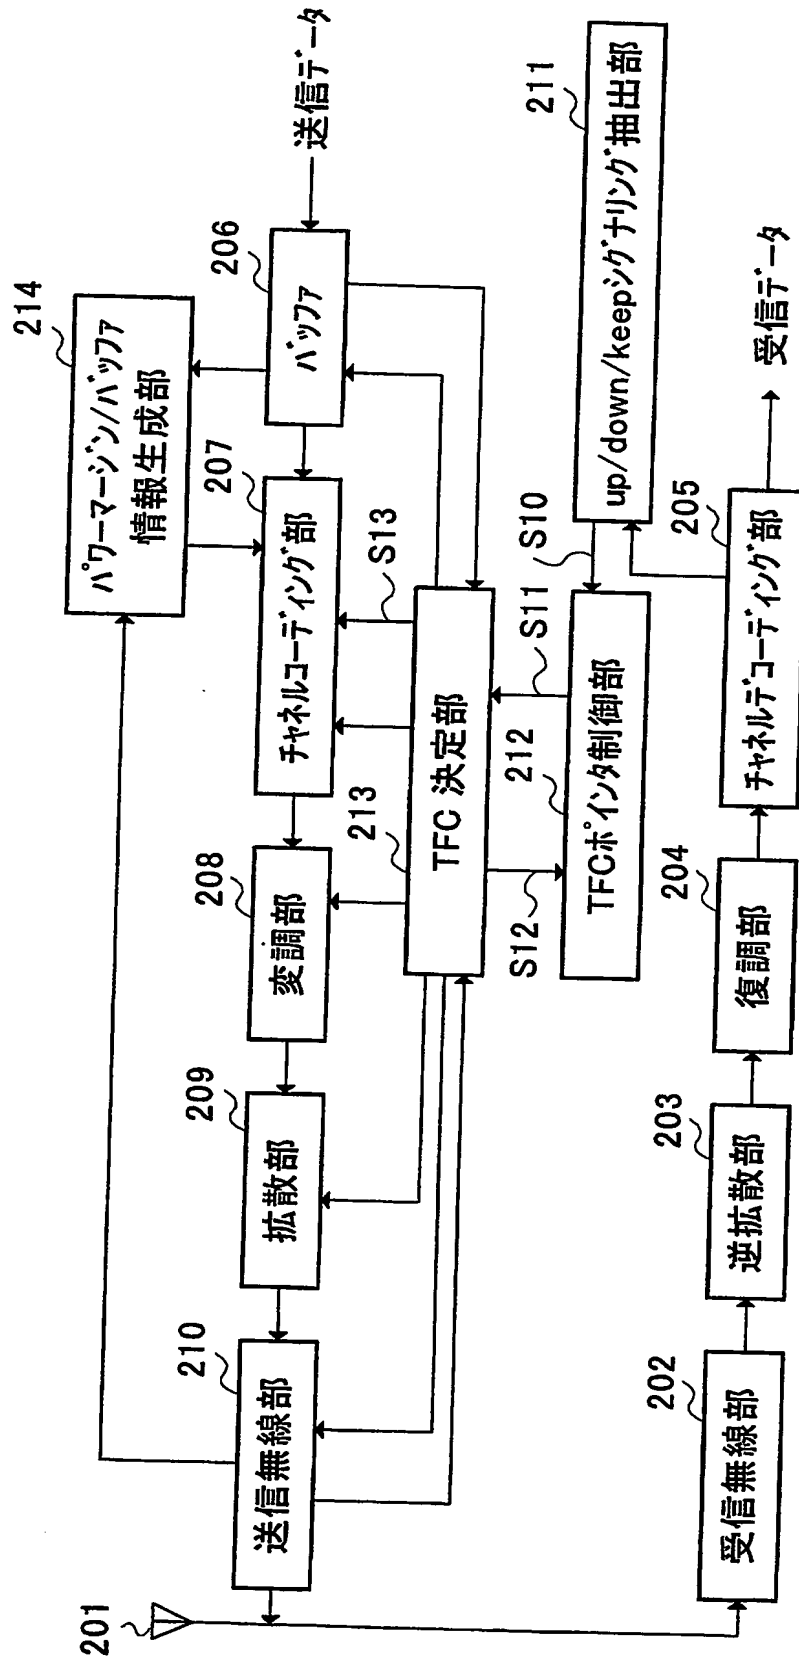 201
送信無線部
210
拡散部
209
変調部
208
チャネルコーディング部
207
バッファ
206
送信データ
パワーマージン/バッファ
情報生成部
214
TFC 決定部
213
S13
S12
S11
S10
TFCポインタ制御部
212
up/down/keepシグナリング抽出部
211
受信無線部
202
逆拡散部
203
復調部
204
チャネルデコーディング部
205
受信データ